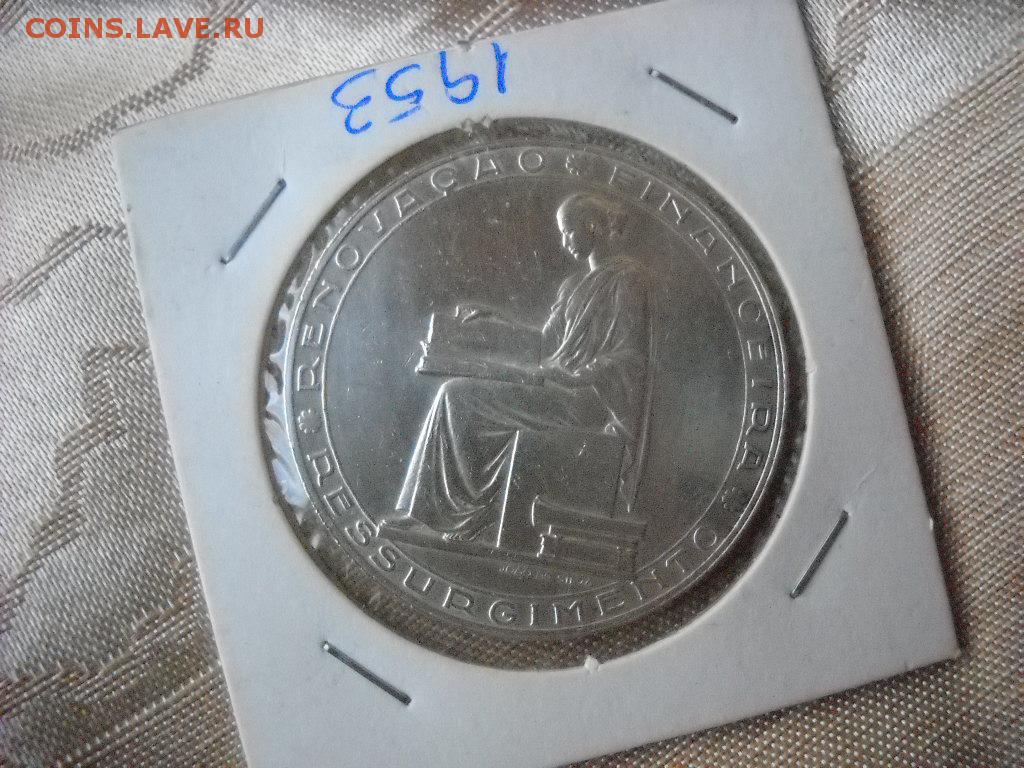 COINS.LAVE.RU
1953
RENOVAÇÃO & FINANCEIRA
RESSURGIMENTO